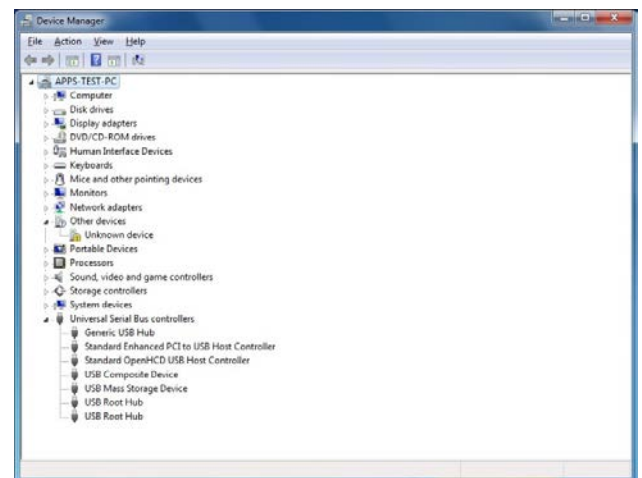 Device Manager
File Action View Help
APPS-TEST-PC
Computer
Disk drives
Display adapters
DVD/CD-ROM drives
Human Interface Devices
Keyboards
Mice and other pointing devices
Monitors
Network adapters
Other devices
Unknown device
Portable Devices
Processors
Sound, video and game controllers
Storage controllers
System devices
Universal Serial Bus controllers
Generic USB Hub
Standard Enhanced PCI to USB Host Controller
Standard OpenHCD USB Host Controller
USB Composite Device
USB Mass Storage Device
USB Root Hub
USB Root Hub